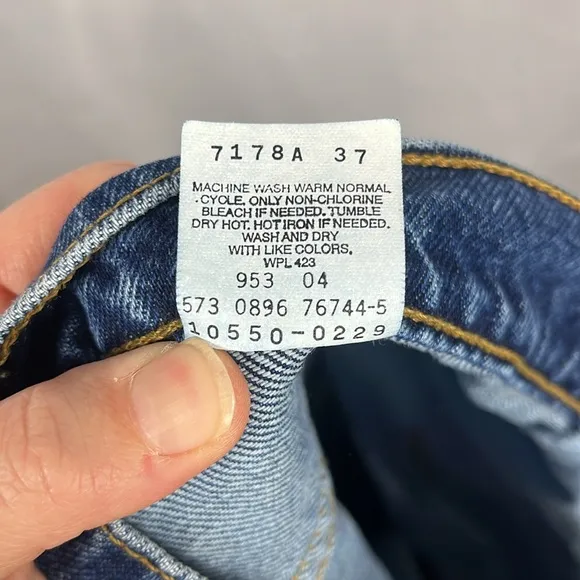 7178A 37
MACHINE WASH WARM NORMAL
CYCLE. ONLY NON-CHLORINE
BLEACH IF NEEDED. TUMBLE
DRY HOT. HOT IRON IF NEEDED.
WASH AND DRY
WITH LIKE COLORS.
WPL 423
953 04
573 0896 76744-5
10550-0229